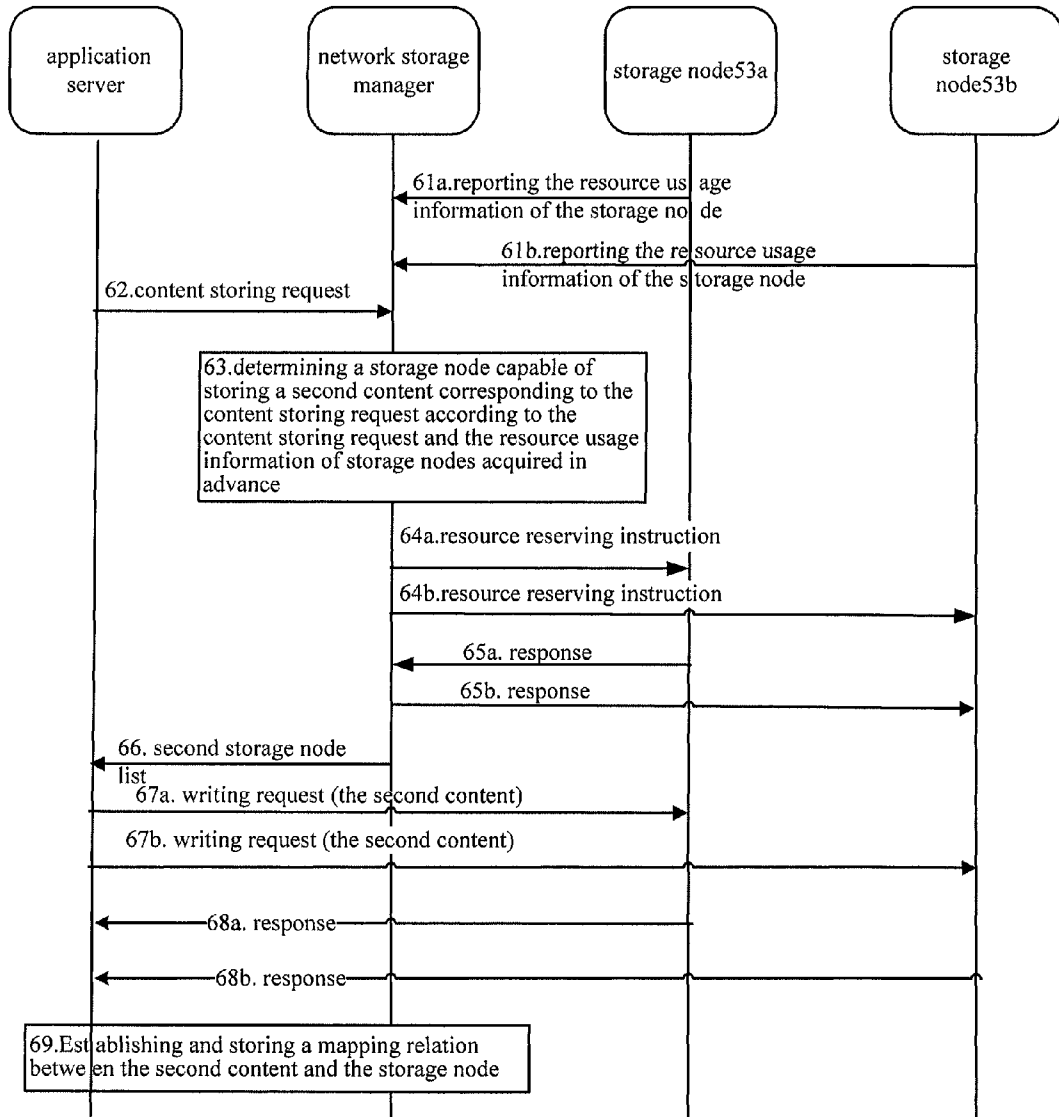 application
server
network storage
manager
storage node53a
storage
node53b
61a.reporting the resource usage
information of the storage node
61b.reporting the resource usage
information of the storage node
62.content storing request
63.determining a storage node capable of
storing a second content corresponding to the
content storing request according to the
content storing request and the resource usage
information of storage nodes acquired in
advance
64a.resource reserving instruction
64b.resource reserving instruction
65a. response
65b. response
66. second storage node
list
67a. writing request (the second content)
67b. writing request (the second content)
68a. response
68b. response
69.Establishing and storing a mapping relation
between the second content and the storage node